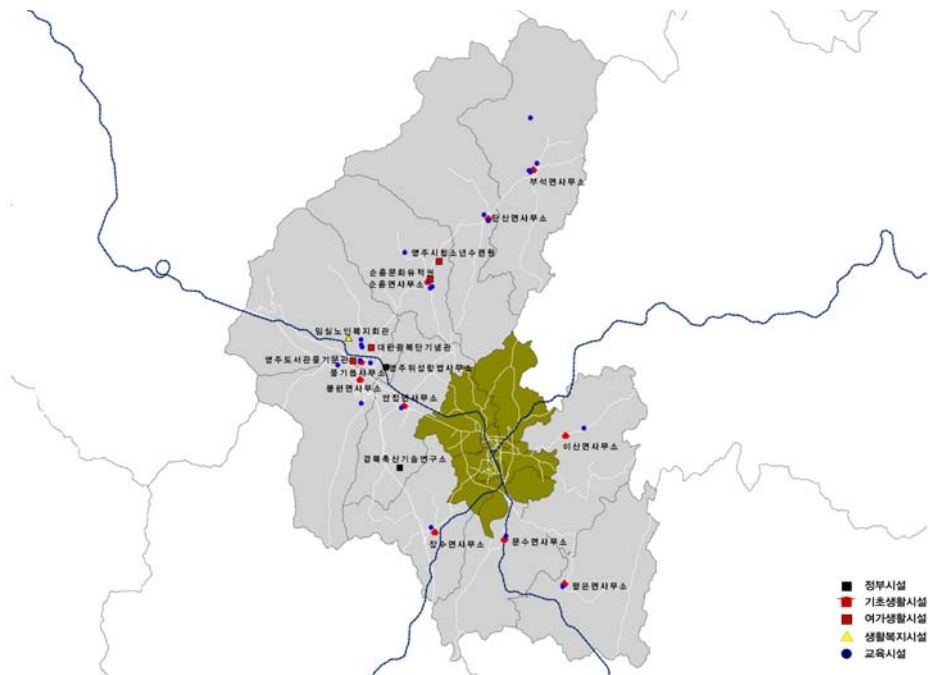 부석면사무소
단산면사무소
영주시청소년수련원
순흥문화유적권
순흥면사무소
임실노인복지회관
대한광복단기념관
영주도서관풍기분관
영주위성합법사무소
풍기읍사무소
봉현면사무소
안정면사무소
이산면사무소
경북축산기술연구소
장수면사무소
문수면사무소
평은면사무소
정부시설
기초생활시설
여가생활시설
생활복지시설
교육시설